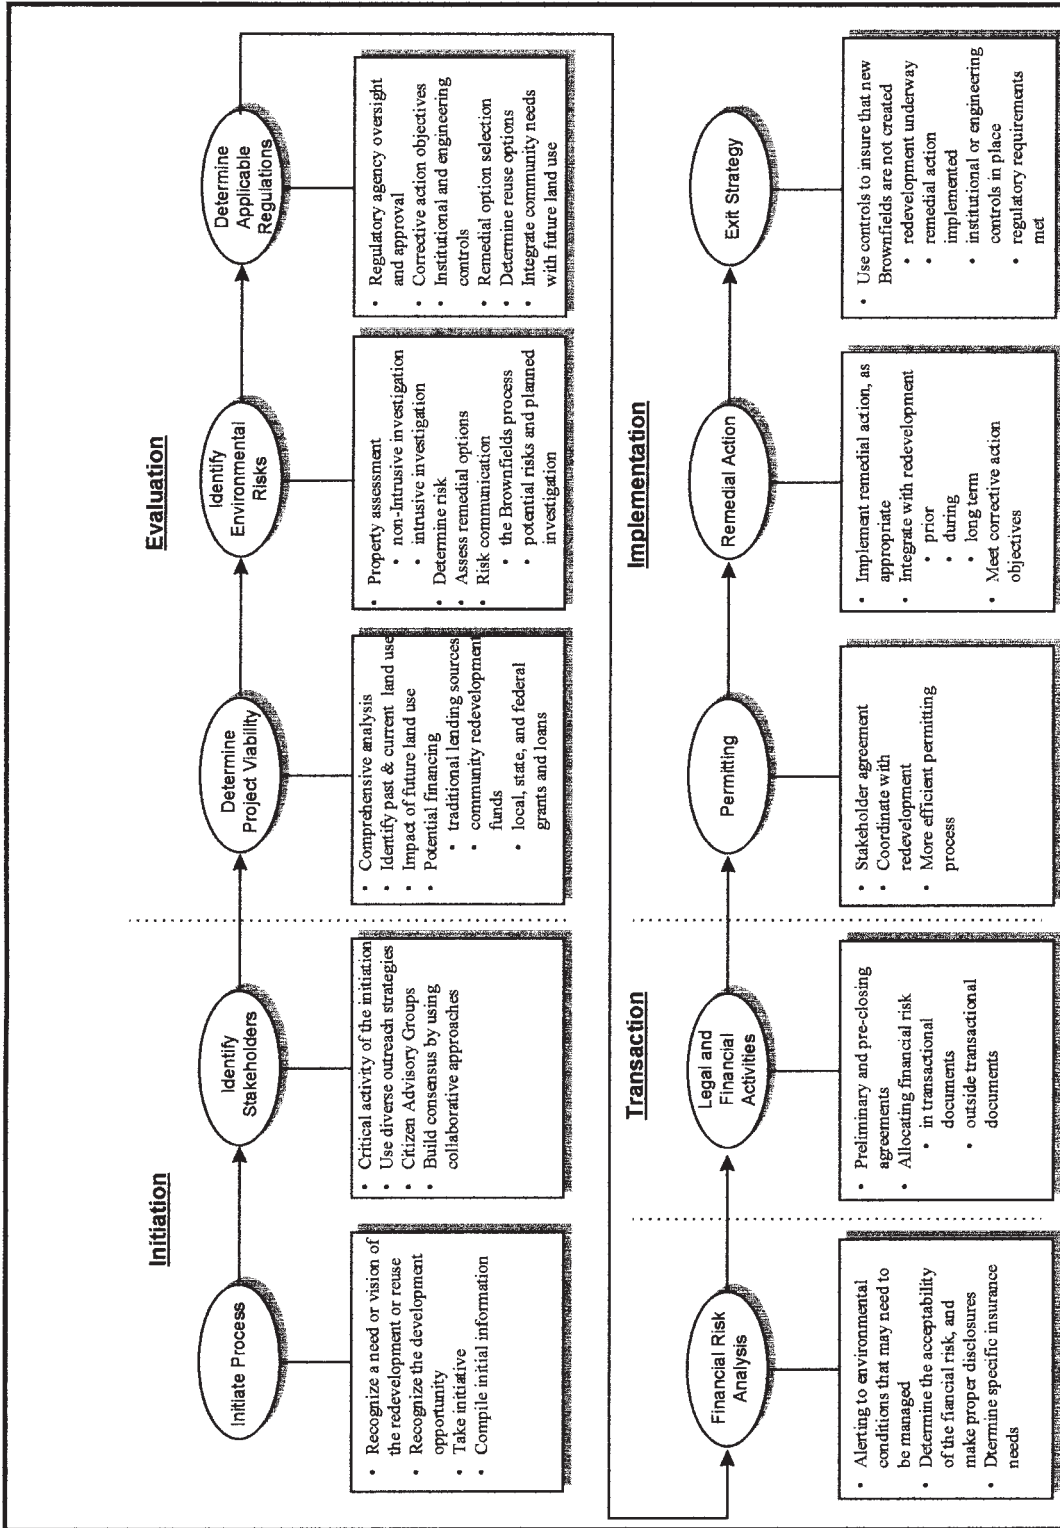 Initiation
Evaluation
Initiate Process
Identify
Stakeholders
Determine
Project Viability
Identify
Environmental
Risks
Determine
Applicable
Regulations
• Recognize a need or vision of
the redevelopment or reuse
• Recognize the development
opportunity
• Take initiative
• Compile initial information
• Critical activity of the initiation
• Use diverse outreach strategies
• Citizen Advisory Groups
• Build consensus by using
collaborative approaches
• Comprehensive analysis
• Identify past & current land use
• Impact of future land use
• Potential financing
• traditional lending sources
• community redevelopment
funds
• local, state, and federal
grants and loans
• Property assessment
• non-Intrusive investigation
• intrusive investigation
• Determine risk
• Assess remedial options
• Risk communication
• the Brownfields process
• potential risks and planned
investigation
• Regulatory agency oversight
and approval
• Corrective action objectives
• Institutional and engineering
controls
• Remedial option selection
• Determine reuse options
• Integrate community needs
with future land use
Transaction
Implementation
Financial Risk
Analysis
Legal and
Financial
Activities
Permitting
Remedial Action
Exit Strategy
• Alerting to environmental
conditions that may need to
be managed
• Determine the acceptability
of the fiancial risk, and
make proper disclosures
• Dtermine specific insurance
needs
• Preliminary and pre-closing
agreements
• Allocating financial risk
• in transactional
documents
• outside transactional
documents
• Stakeholder agreement
• Coordinate with
redevelopment
• More efficient permitting
process
• Implement remedial action, as
appropriate
• Integrate with redevelopment
• prior
• during
• long term
• Meet corrective action
objectives
• Use controls to insure that new
Brownfields are not created
• redevelopment underway
• remedial action
implemented
• institutional or engineering
controls in place
• regulatory requirements
met